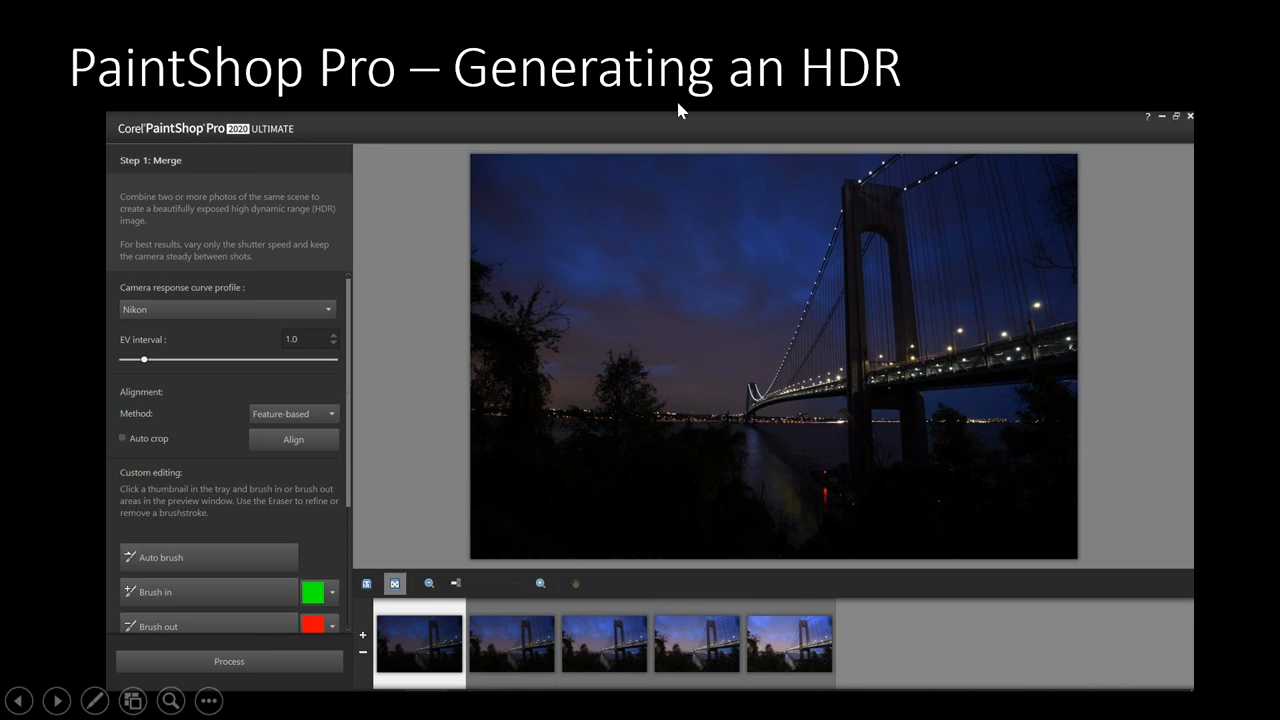 PaintShop Pro – Generating an HDR
Corel PaintShop Pro 2020 ULTIMATE
?
Step 1: Merge
Combine two or more photos of the same scene to
create a beautifully exposed high dynamic range (HDR)
image.
For best results, vary only the shutter speed and keep
the camera steady between shots.
Camera response curve profile :
Nikon
EV interval :
1.0
Alignment:
Method:
Feature-based
Auto crop
Align
Custom editing:
Click a thumbnail in the tray and brush in or brush out
areas in the preview window. Use the Eraser to refine or
remove a brushstroke.
Auto brush
Brush in
Brush out
Process